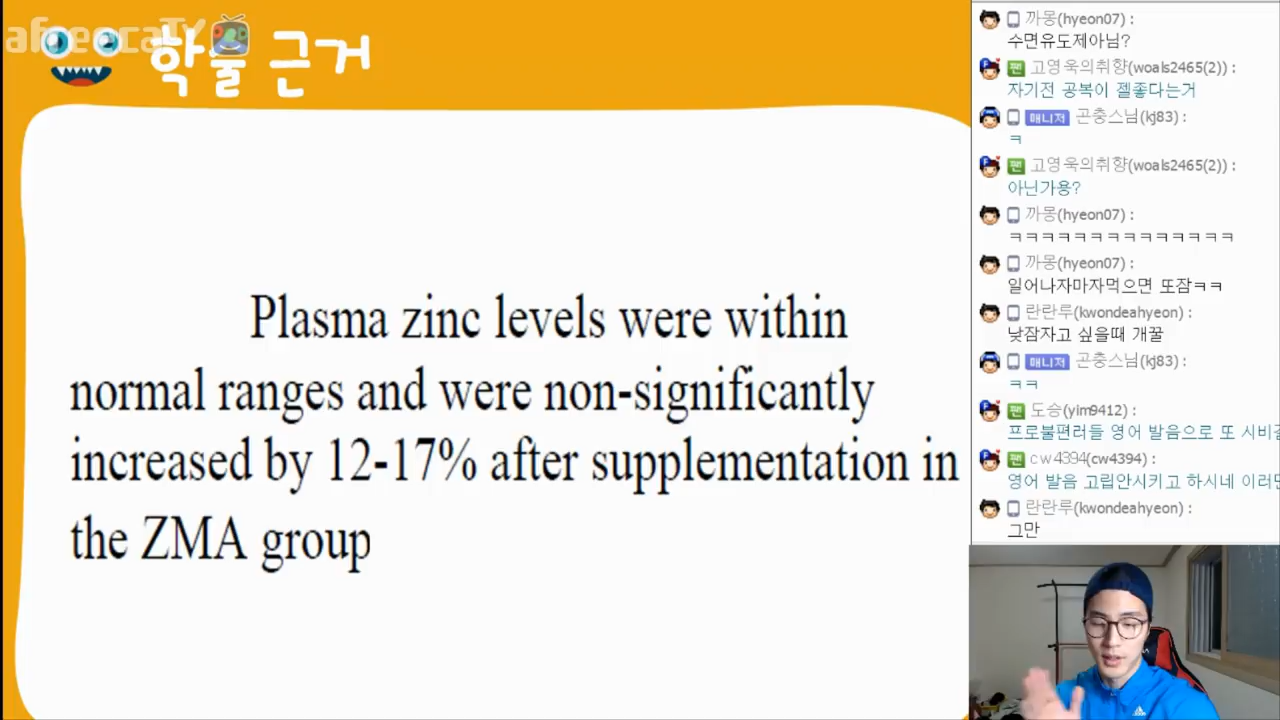 afreecaTV
학술 근거
Plasma zinc levels were within
normal ranges and were non-significantly
increased by 12-17% after supplementation in
the ZMA group
까몽(hyeon07) :
수면유도제아님?
팬 고영욱의취향(woals2465(2)) :
자기전 공복이 젤좋다는거
매니저 곤충스님(kj83) :
ㅋ
팬 고영욱의취향(woals2465(2)) :
아닌가용?
까몽(hyeon07) :
ㅋㅋㅋㅋㅋㅋㅋㅋㅋㅋㅋㅋㅋㅋ
까몽(hyeon07) :
일어나자마자먹으면 또잠ㅋㅋ
란란루(kwondeahyeon) :
낮잠자고 싶을때 개꿀
매니저 곤충스님(kj83) :
ㅋㅋ
팬 도승(yim9412) :
프로불편러들 영어 발음으로 또 시비
팬 cw4394(cw4394) :
영어 발음 고립안시키고 하시네 이러
란란루(kwondeahyeon) :
그만